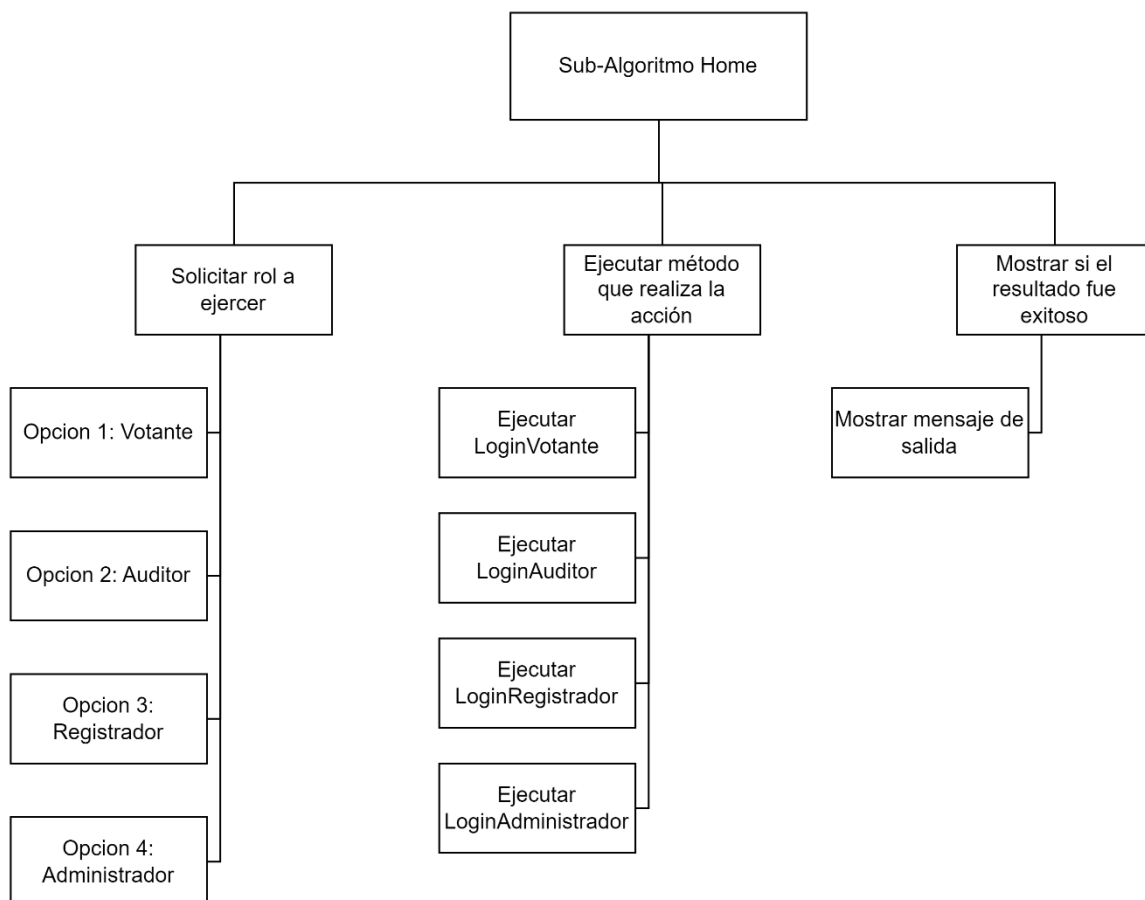 Sub-Algoritmo Home
Solicitar rol a
ejercer
Ejecutar método
que realiza la
acción
Mostrar si el
resultado fue
exitoso
Opcion 1: Votante
Opcion 2: Auditor
Opcion 3:
Registrador
Opcion 4:
Administrador
Ejecutar
LoginVotante
Ejecutar
LoginAuditor
Ejecutar
LoginRegistrador
Ejecutar
LoginAdministrador
Mostrar mensaje de
salida